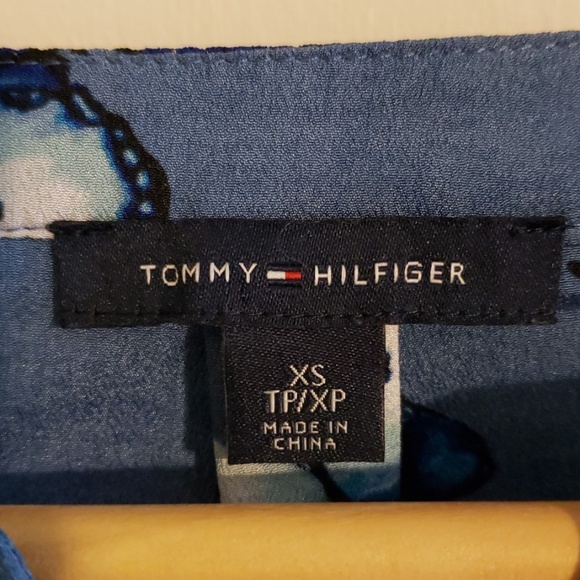 TOMMY HILFIGER
XS
TP/XP
MADE IN
CHINA